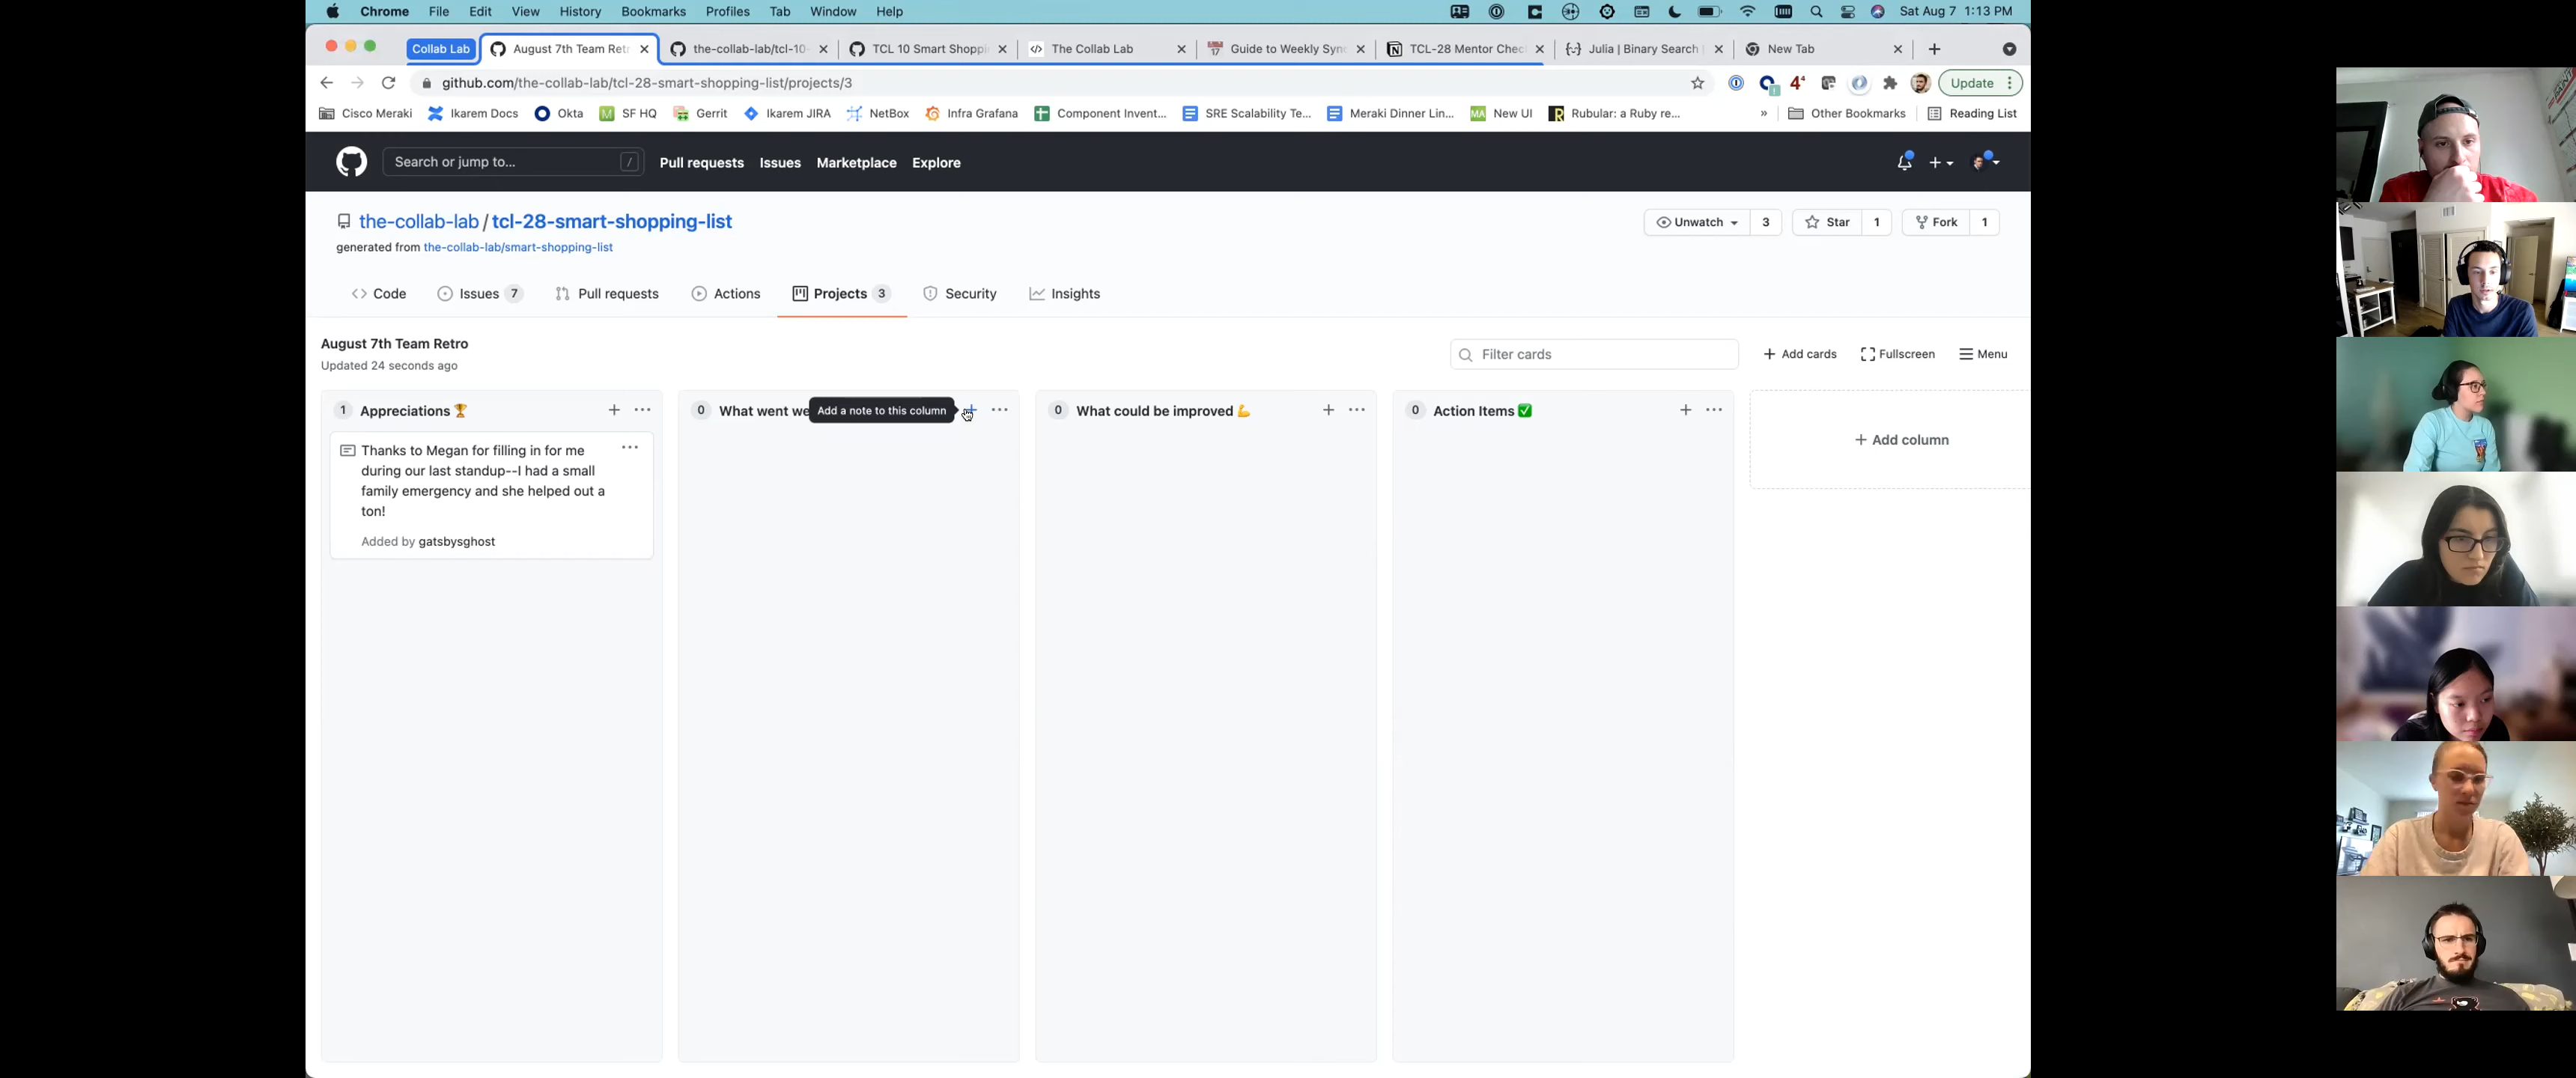 Chrome File Edit View History Bookmarks Profiles Tab Window Help Sat Aug 7 1:13 PM
Collab Lab August 7th Team Retr the-collab-lab/tcl-10- TCL 10 Smart Shoppin The Collab Lab Guide to Weekly Sync TCL-28 Mentor Chec Julia | Binary Search New Tab
github.com/the-collab-lab/tcl-28-smart-shopping-list/projects/3 Update
Cisco Meraki Ikarem Docs Okta SF HQ Gerrit Ikarem JIRA NetBox Infra Grafana Component Invent... SRE Scalability Te... Meraki Dinner Lin... New UI Rubular: a Ruby re... » Other Bookmarks Reading List
Search or jump to... / Pull requests Issues Marketplace Explore
the-collab-lab / tcl-28-smart-shopping-list Unwatch 3 Star 1 Fork 1
generated from the-collab-lab/smart-shopping-list
Code Issues 7 Pull requests Actions Projects 3 Security Insights
August 7th Team Retro
Updated 24 seconds ago
Filter cards + Add cards Fullscreen Menu
1 Appreciations 🏆 + ...
0 What went we Add a note to this column + ...
0 What could be improved 💪 + ...
0 Action Items ✅ + ...
+ Add column
Thanks to Megan for filling in for me
during our last standup--I had a small
family emergency and she helped out a
ton!
Added by gatsbysghost